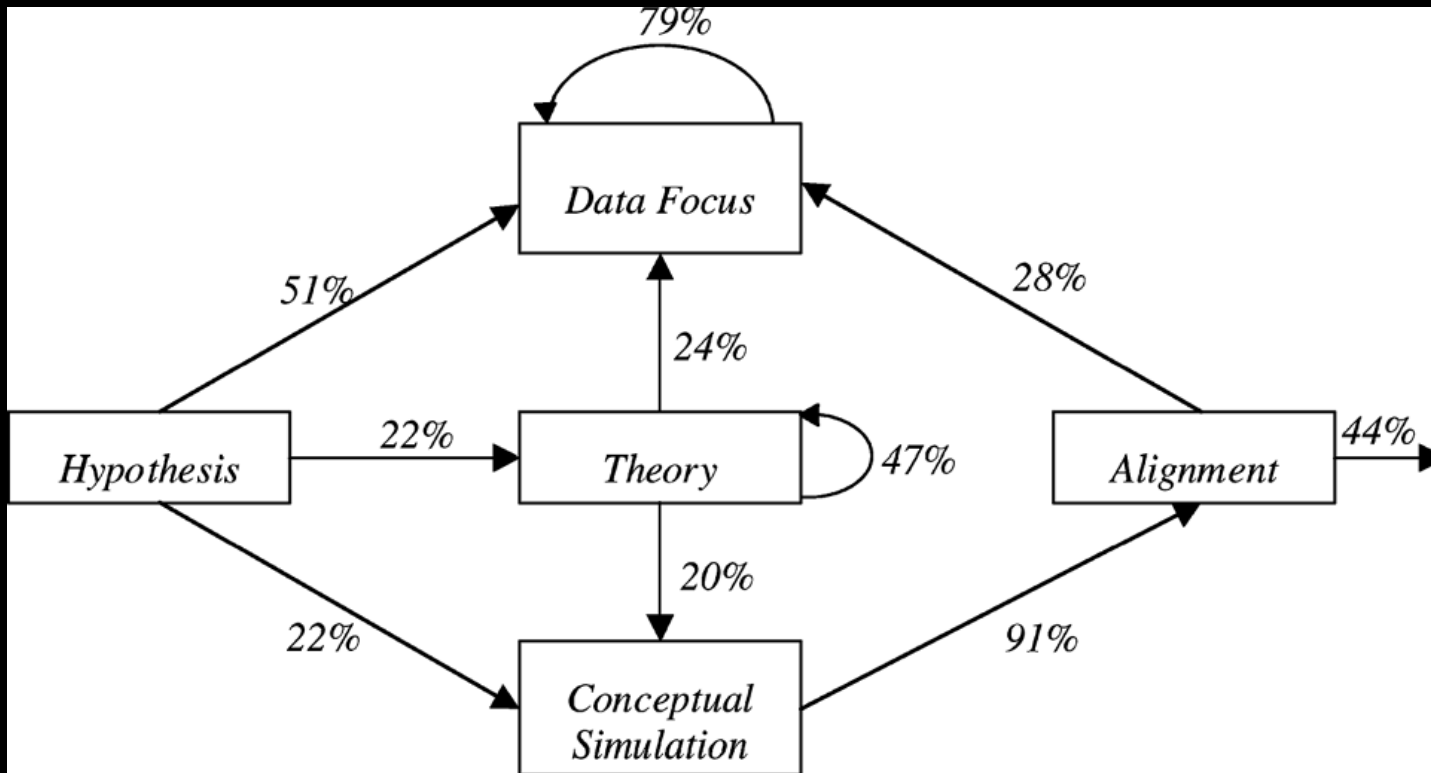 79%
Data Focus
51%
28%
24%
22%
44%
Hypothesis
Theory
47%
Alignment
20%
22%
91%
Conceptual
Simulation